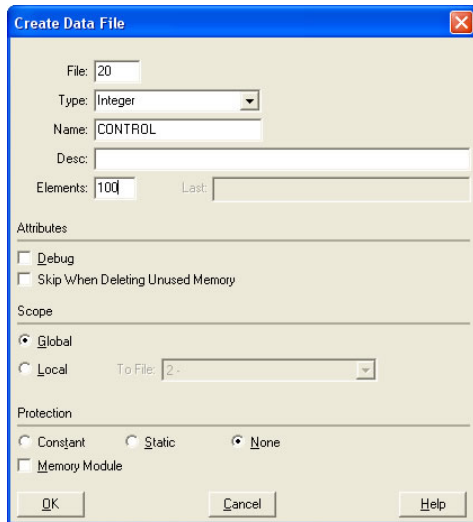 Create Data File
File: 20
Type: Integer
Name: CONTROL
Desc:
Elements: 100 Last:
Attributes
Debug
Skip When Deleting Unused Memory
Scope
Global
Local To File: 2 -
Protection
Constant Static None
Memory Module
OK Cancel Help